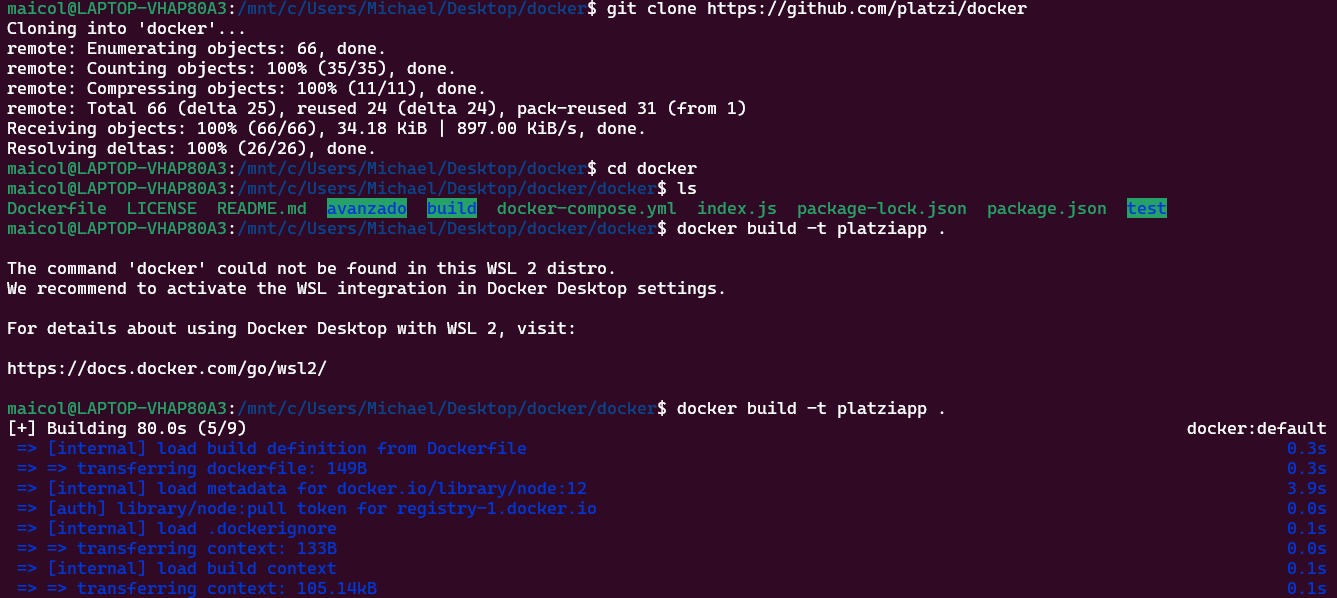 maicol@LAPTOP-VHAP80A3:/mnt/c/Users/Michael/Desktop/docker$ git clone https://github.com/platzi/docker
Cloning into 'docker'...
remote: Enumerating objects: 66, done.
remote: Counting objects: 100% (35/35), done.
remote: Compressing objects: 100% (11/11), done.
remote: Total 66 (delta 25), reused 24 (delta 24), pack-reused 31 (from 1)
Receiving objects: 100% (66/66), 34.18 KiB | 897.00 KiB/s, done.
Resolving deltas: 100% (26/26), done.
maicol@LAPTOP-VHAP80A3:/mnt/c/Users/Michael/Desktop/docker$ cd docker
maicol@LAPTOP-VHAP80A3:/mnt/c/Users/Michael/Desktop/docker/docker$ ls
Dockerfile  LICENSE  README.md  avanzado  build  docker-compose.yml  index.js  package-lock.json  package.json  test
maicol@LAPTOP-VHAP80A3:/mnt/c/Users/Michael/Desktop/docker/docker$ docker build -t platziapp .
The command 'docker' could not be found in this WSL 2 distro.
We recommend to activate the WSL integration in Docker Desktop settings.
For details about using Docker Desktop with WSL 2, visit:
https://docs.docker.com/go/wsl2/
maicol@LAPTOP-VHAP80A3:/mnt/c/Users/Michael/Desktop/docker/docker$ docker build -t platziapp .
[+] Building 80.0s (5/9) docker:default
=> [internal] load build definition from Dockerfile 0.3s
=> => transferring dockerfile: 149B 0.3s
=> [internal] load metadata for docker.io/library/node:12 3.9s
=> [auth] library/node:pull token for registry-1.docker.io 0.0s
=> [internal] load .dockerignore 0.1s
=> => transferring context: 133B 0.0s
=> [internal] load build context 0.1s
=> => transferring context: 105.14kB 0.1s